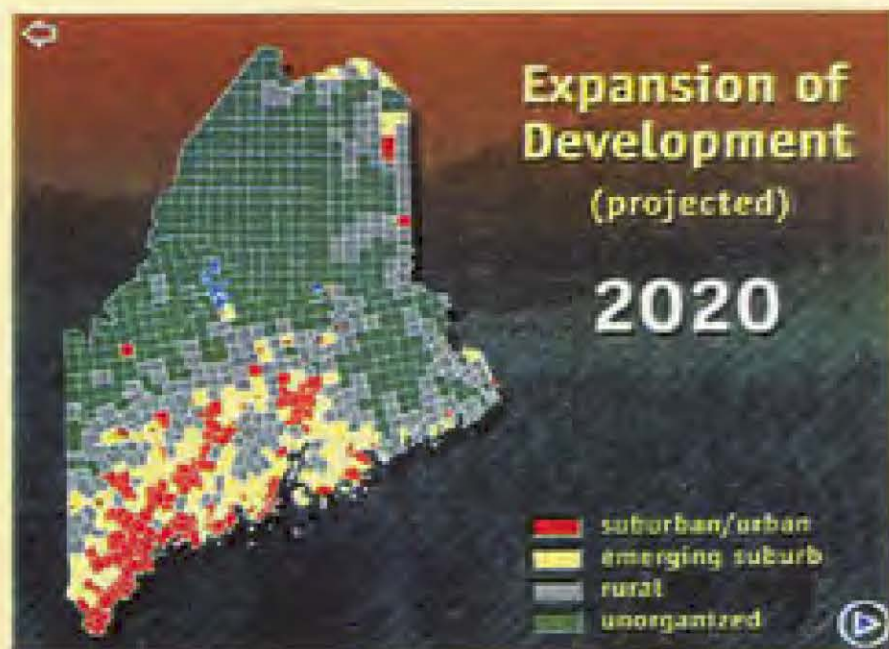 Expansion of
Development
(projected)
2020
suburban/urban
emerging suburb
rural
unorganized